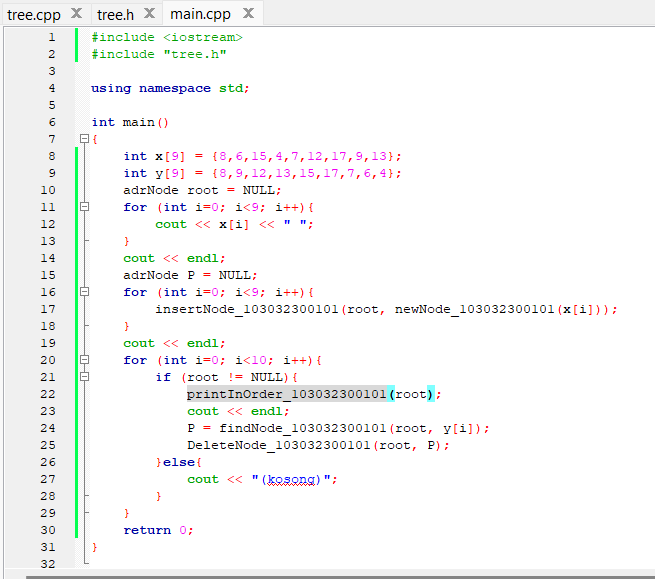 tree.cpp X tree.h X main.cpp X
1 #include <iostream>
2 #include "tree.h"
3
4 using namespace std;
5
6 int main()
7 {
8 int x[9] = {8,6,15,4,7,12,17,9,13};
9 int y[9] = {8,9,12,13,15,17,7,6,4};
10 adrNode root = NULL;
11 for (int i=0; i<9; i++){
12 cout << x[i] << " ";
13 }
14 cout << endl;
15 adrNode P = NULL;
16 for (int i=0; i<9; i++){
17 insertNode_103032300101(root, newNode_103032300101(x[i]));
18 }
19 cout << endl;
20 for (int i=0; i<10; i++){
21 if (root != NULL){
22 printInOrder_103032300101(root);
23 cout << endl;
24 P = findNode_103032300101(root, y[i]);
25 DeleteNode_103032300101(root, P);
26 }else{
27 cout << "(kosong)";
28 }
29 }
30 return 0;
31 }
32